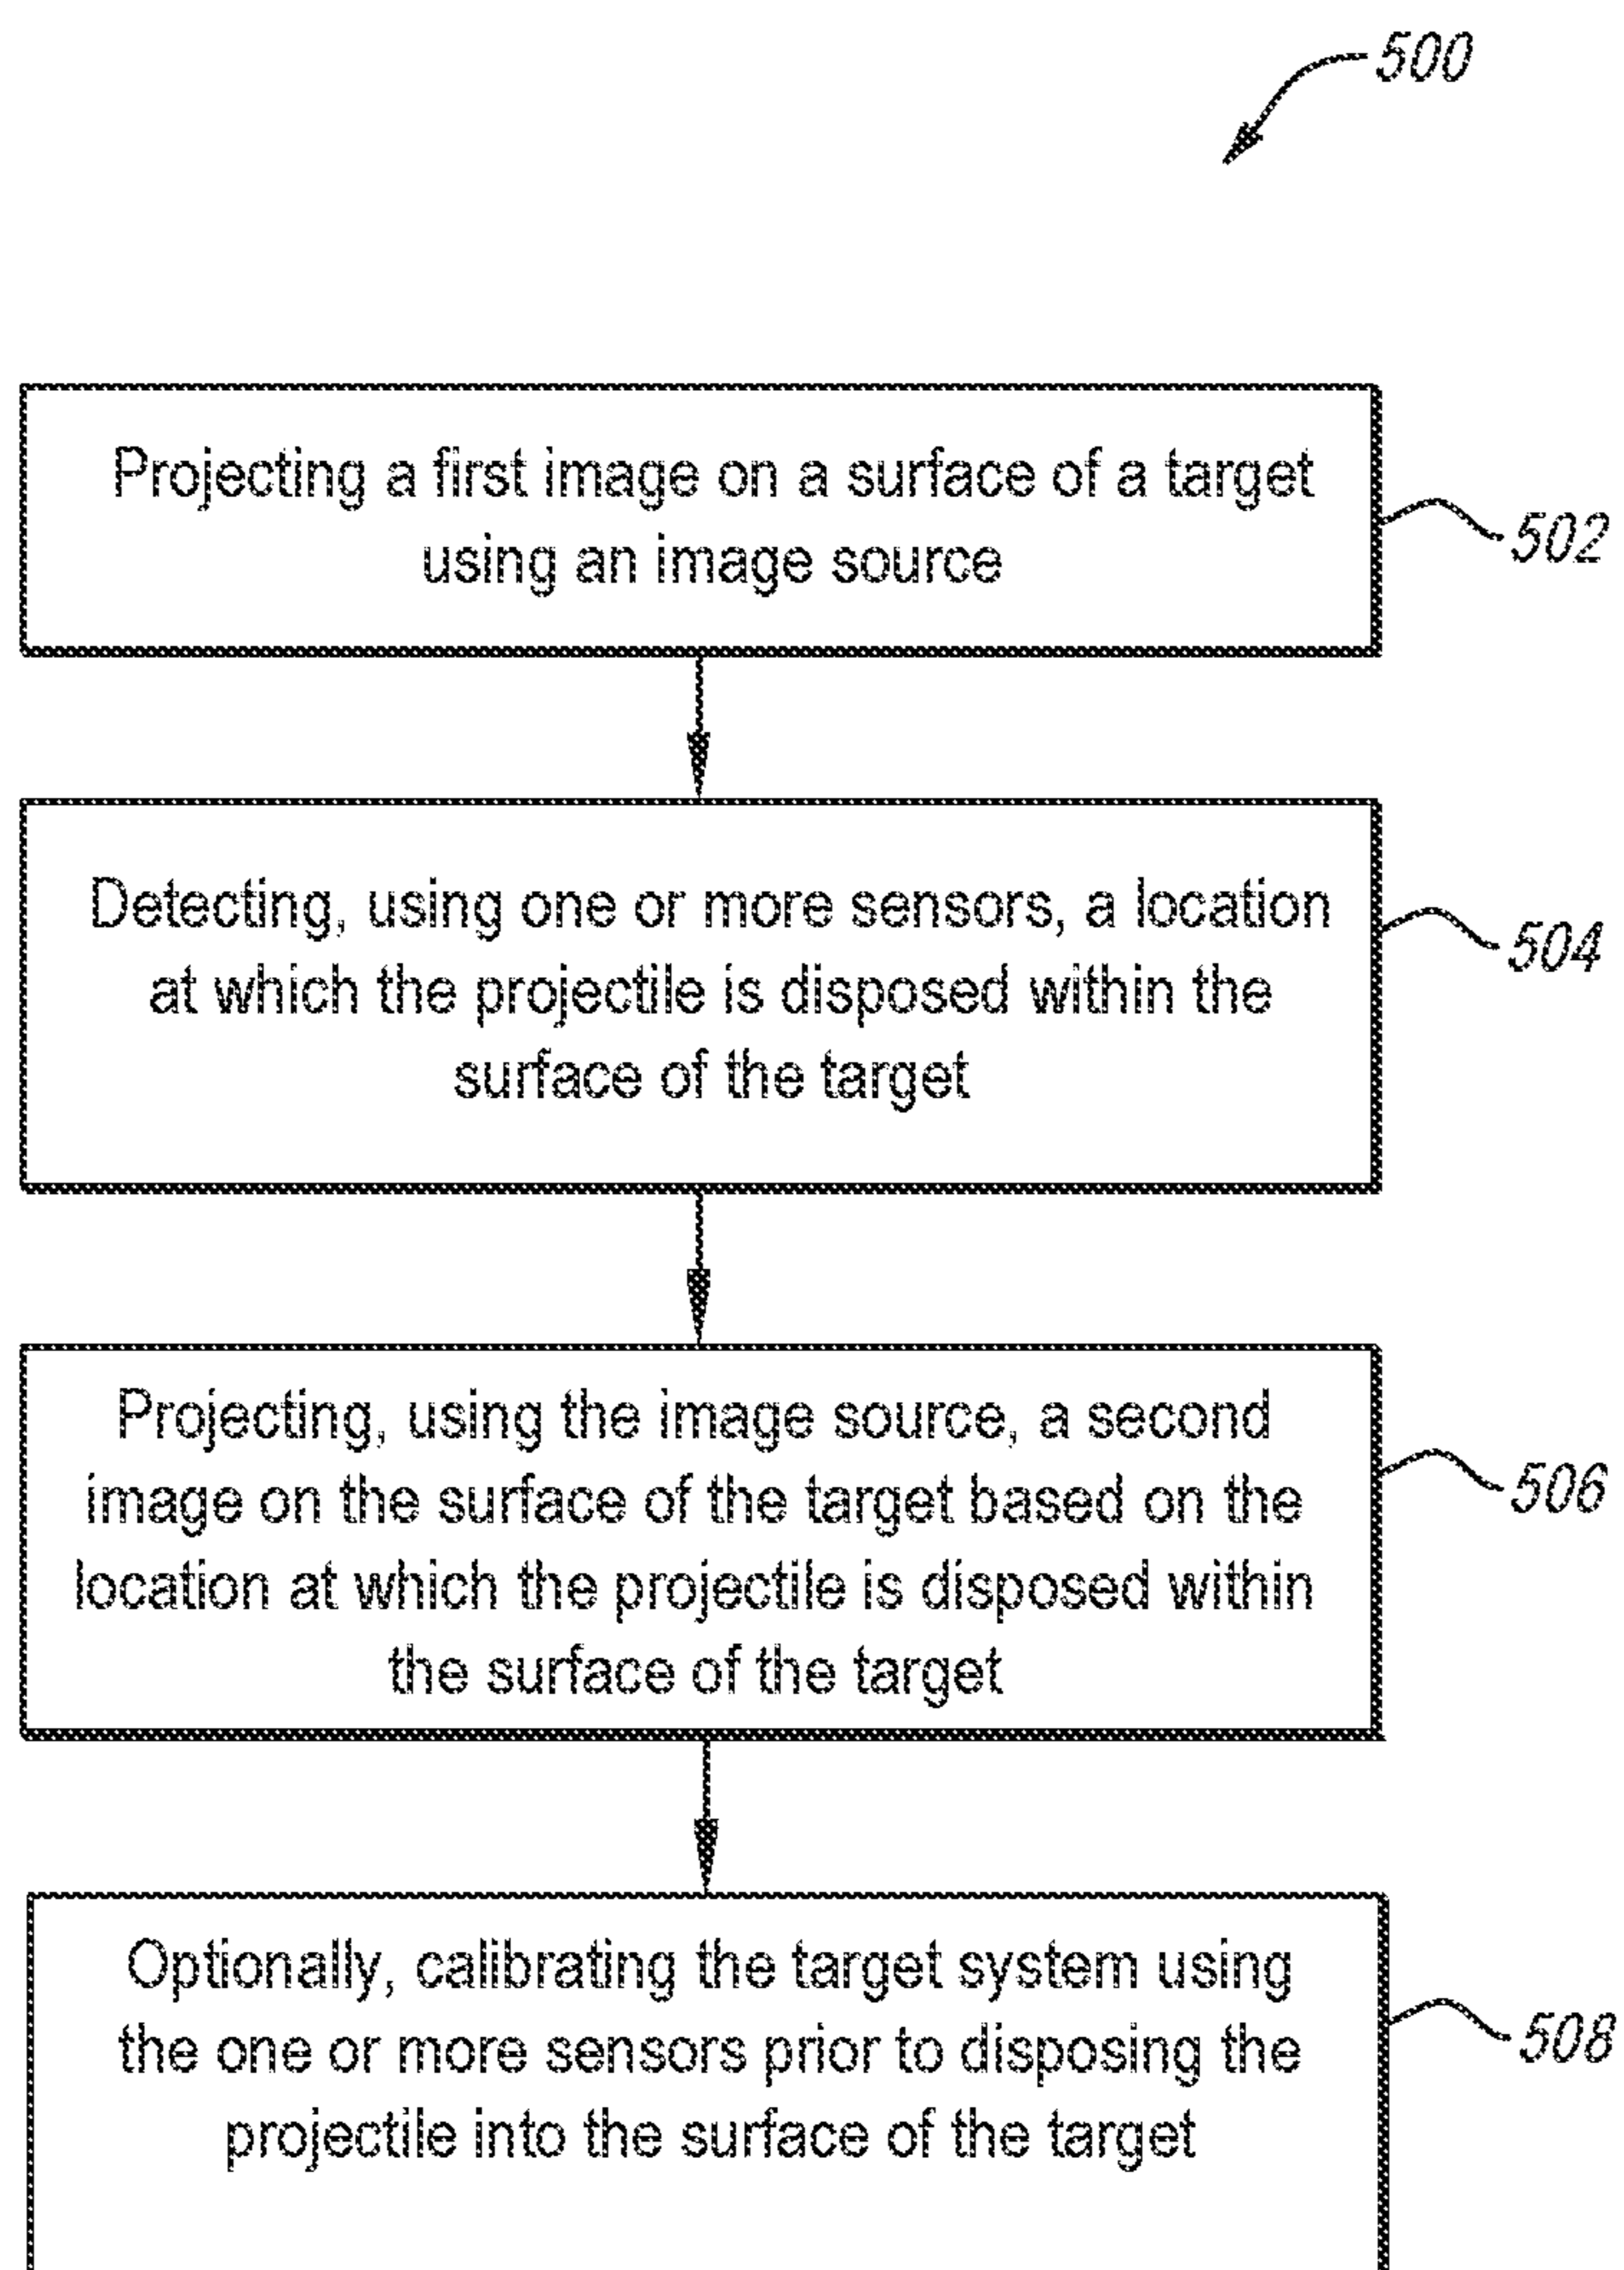 500
Projecting a first image on a surface of a target
using an image source
502
Detecting, using one or more sensors, a location
at which the projectile is disposed within the
surface of the target
504
Projecting, using the image source, a second
image on the surface of the target based on the
location at which the projectile is disposed within
the surface of the target
506
Optionally, calibrating the target system using
the one or more sensors prior to disposing the
projectile into the surface of the target
508